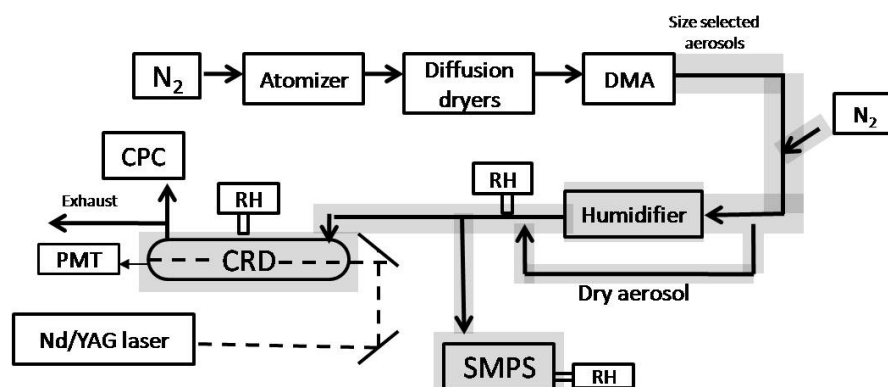 Size selected
aerosols
N₂
Atomizer
Diffusion
dryers
DMA
N₂
CPC
RH
RH
Exhaust
Humidifier
PMT
CRD
Dry aerosol
Nd/YAG laser
SMPS
RH